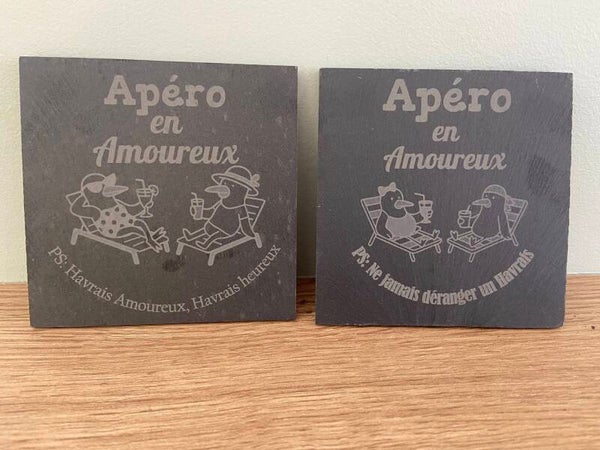 Apéro
en
Amoureux
PS: Havrais Amoureux, Havrais heureux
Apéro
en
Amoureux
PS: Ne jamais déranger un Havrais